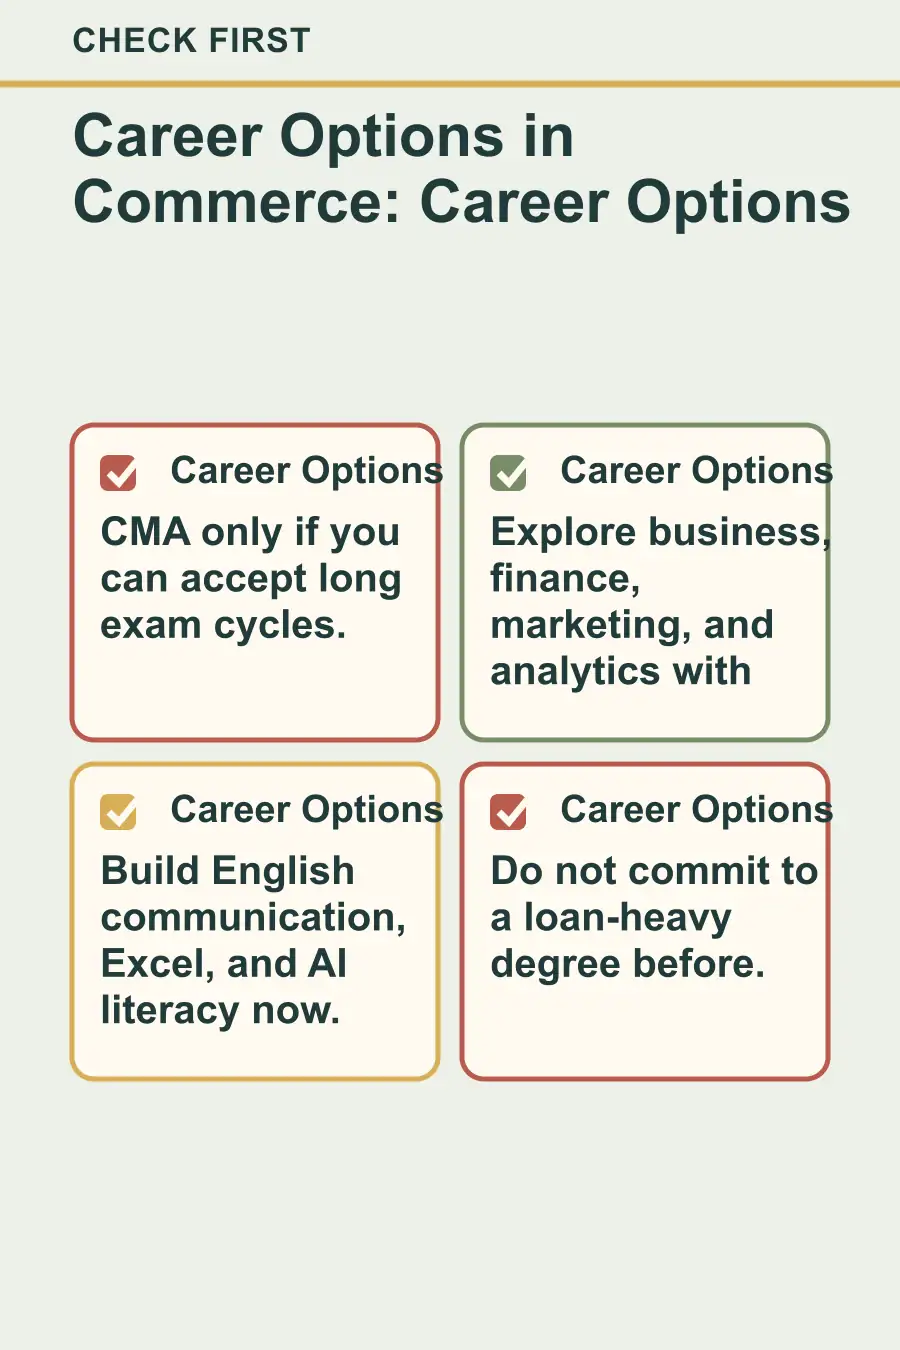 CHECK FIRST
Career Options in
Commerce: Career Options
Career Options
CMA only if you
can accept long
exam cycles.
Career Options
Explore business,
finance,
marketing, and
analytics with
Career Options
Build English
communication,
Excel, and AI
literacy now.
Career Options
Do not commit to
a loan-heavy
degree before.